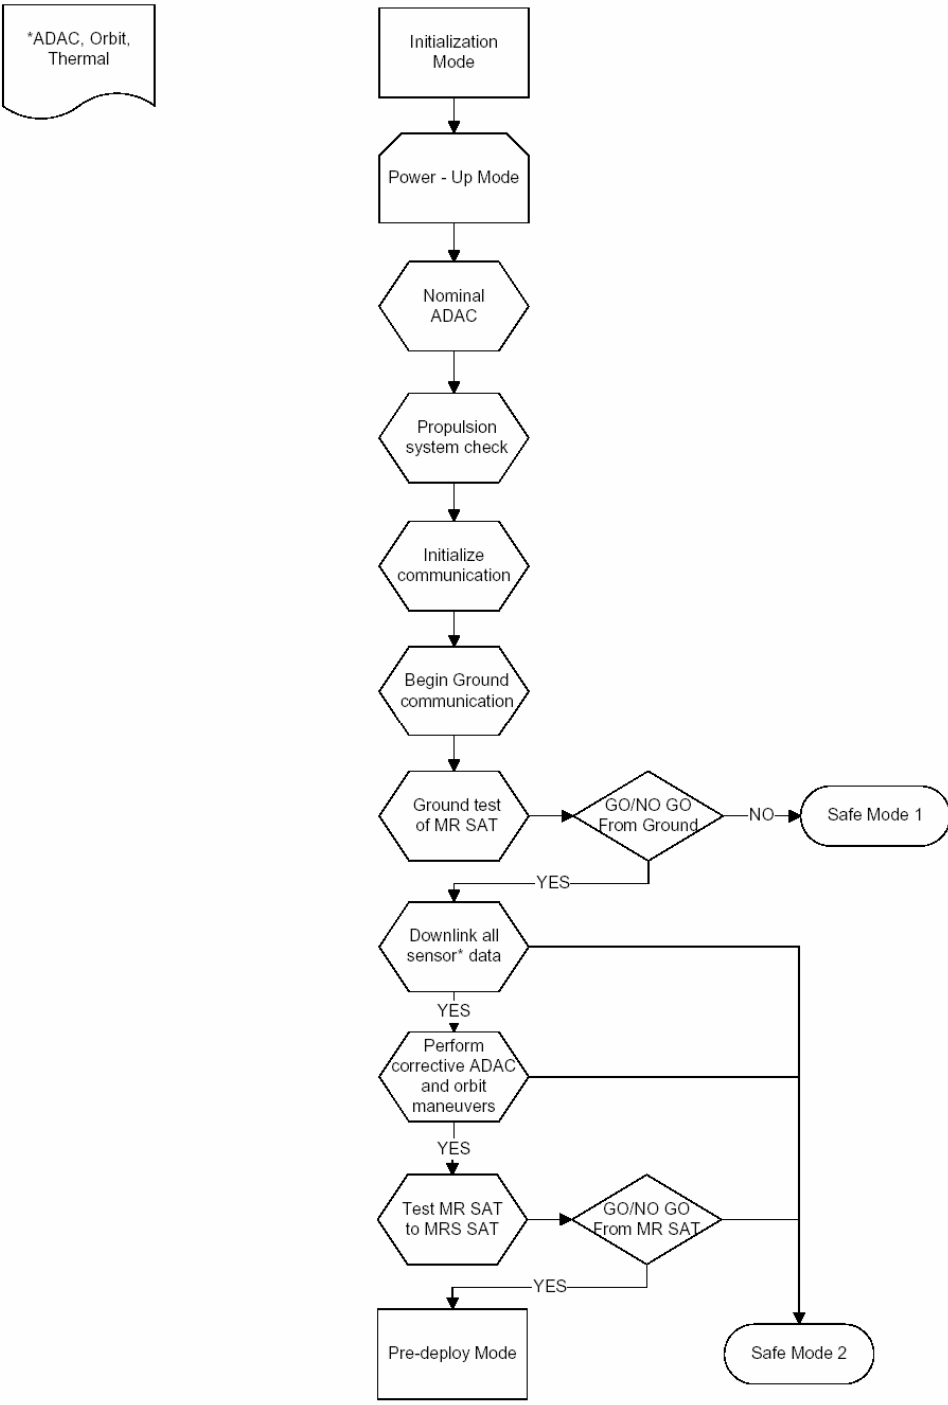 *ADAC, Orbit,
Thermal
Initialization
Mode
Power - Up Mode
Nominal
ADAC
Propulsion
system check
Initialize
communication
Begin Ground
communication
Ground test
of MR SAT
GO/NO GO
From Ground
NO
Safe Mode 1
YES
Downlink all
sensor* data
YES
Perform
corrective ADAC
and orbit
maneuvers
YES
Test MR SAT
to MRS SAT
GO/NO GO
From MR SAT
YES
Pre-deploy Mode
Safe Mode 2